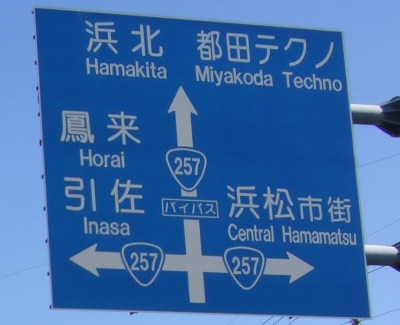 浜北 都田テクノ
Hamakita Miyakoda Techno
鳳来
Horai
257
引佐
Inasa
バイパス
浜松市街
Central Hamamatsu
257 257